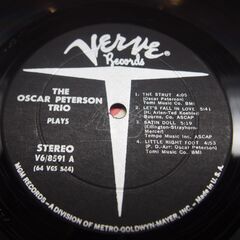 Verve
Records
THE
OSCAR PETERSON
TRIO
PLAYS
STEREO
V6/8591 A
(64 VGS 544)
1. THE STRUT 4:05
(Oscar Peterson)
Tomi Music Co. BMI
2. LET'S FALL IN LOVE 5:41
(H. Arlen-Ted Koehler)
Bourne, ASCAP
3. SATIN DOLL 5:16
(Ellington-Strayhorn-
Mercer)
Tempo Music Co. ASCAP
4. LITTLE RIGHT FOOT 4:53
(P. D.-Arr: Oscar Peterson)
Tomi Music Co. BMI
MGM RECORDS—A DIVISION OF METRO-GOLDWYN-MAYER, INC.—MADE IN U.S.A.